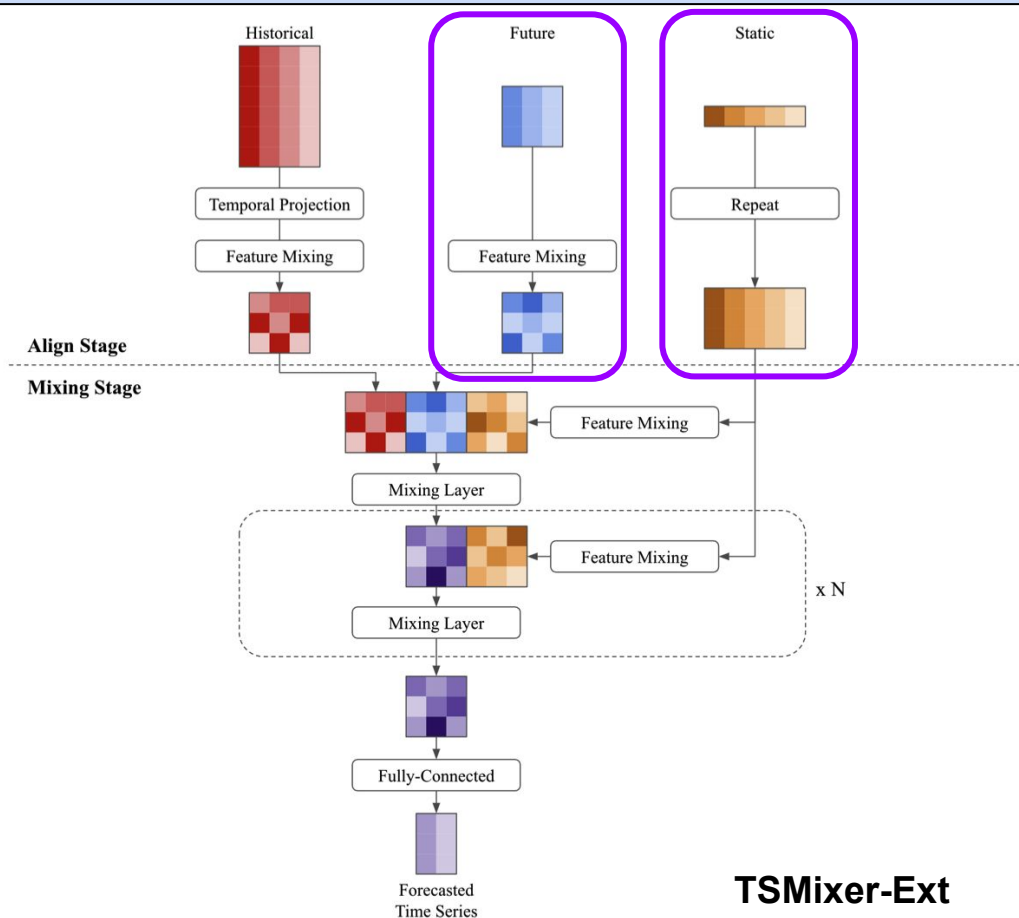 Historical
Future
Static
Temporal Projection
Repeat
Feature Mixing
Feature Mixing
Align Stage
Mixing Stage
Feature Mixing
Mixing Layer
Feature Mixing
x N
Mixing Layer
Fully-Connected
Forecasted
Time Series
TSMixer-Ext